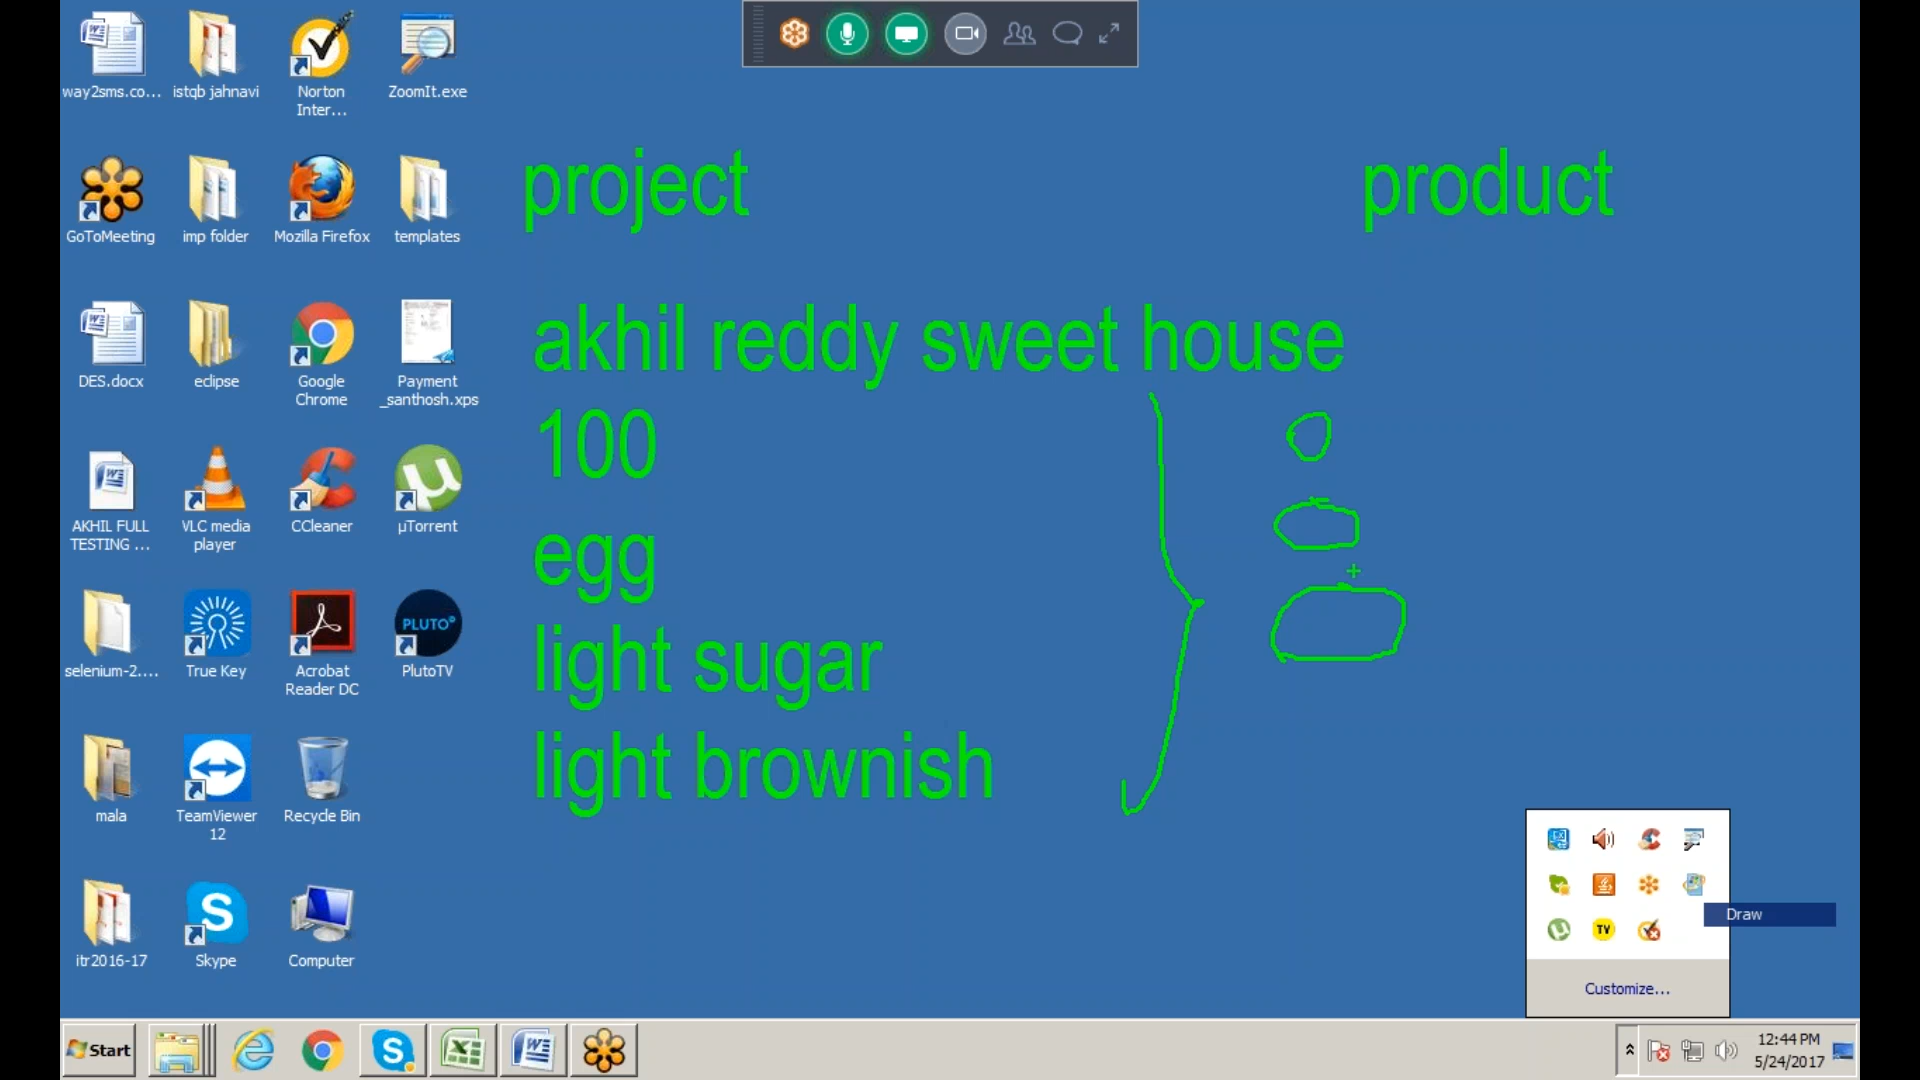 way2sms.co...
istqb jahnavi
Norton
Inter...
ZoomIt.exe
GoToMeeting
imp folder
Mozilla Firefox
templates
DES.docx
eclipse
Google
Chrome
Payment
_santhosh.xps
AKHIL FULL
TESTING ...
VLC media
player
CCleaner
µTorrent
selenium-2....
True Key
Acrobat
Reader DC
PLUTO
PlutoTV
mala
TeamViewer
12
Recycle Bin
itr2016-17
Skype
Computer
project
product
akhil reddy sweet house
100
egg
light sugar
light brownish
TV
Draw
Customize...
Start
12:44 PM
5/24/2017